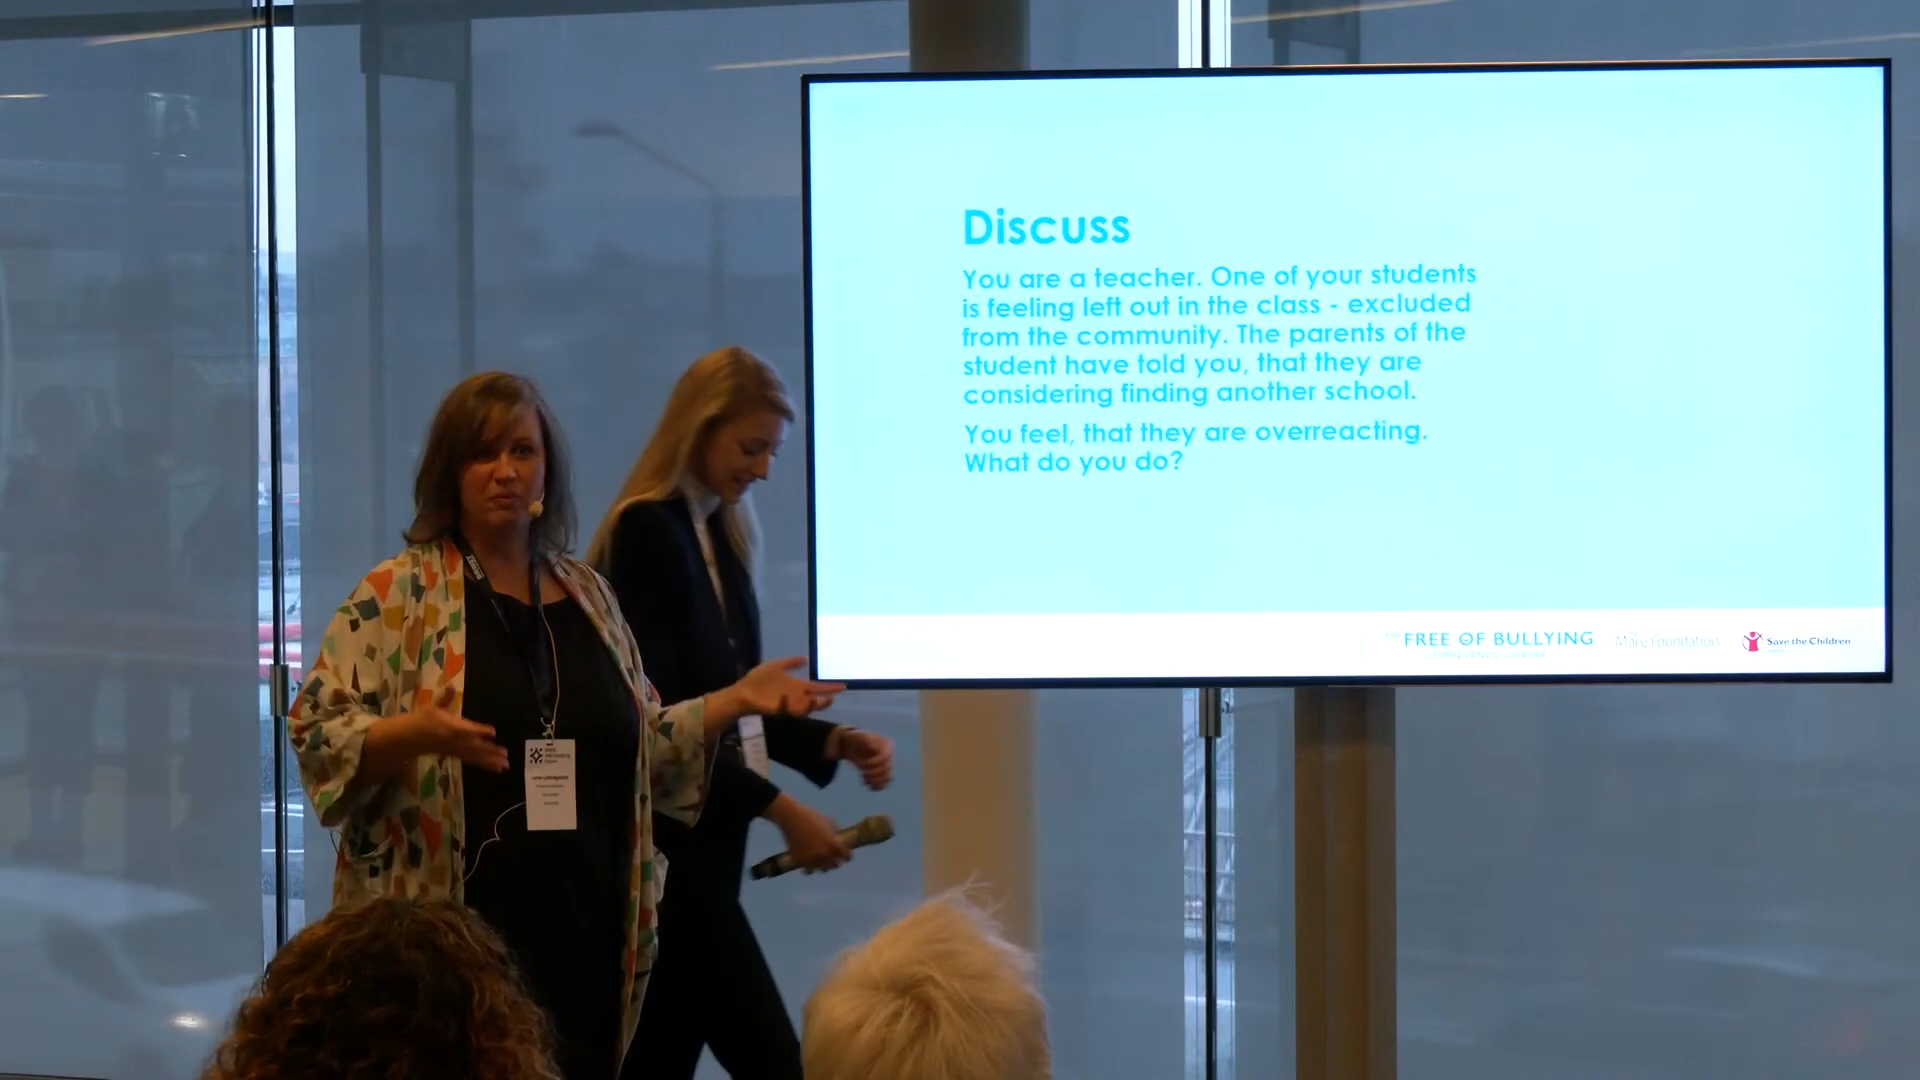 Discuss
You are a teacher. One of your students
is feeling left out in the class - excluded
from the community. The parents of the
student have told you, that they are
considering finding another school.
You feel, that they are overreacting.
What do you do?
FREE OF BULLYING
Mary Foundation
Save the Children